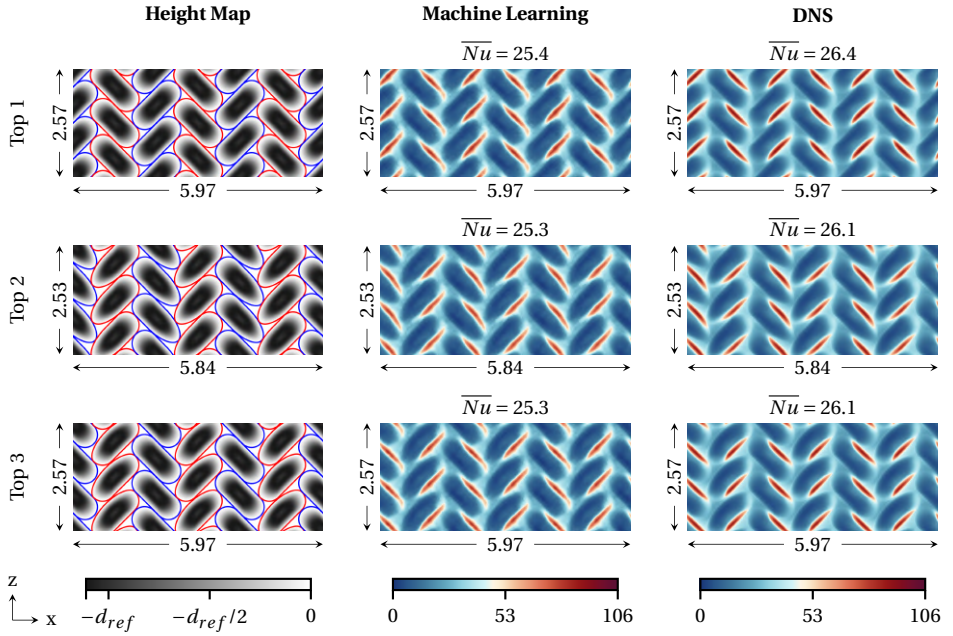 Height Map Machine Learning DNS
Top 1
2.57
5.97
Nu = 25.4
2.57
5.97
Nu = 26.4
2.57
5.97
Top 2
2.53
5.84
Nu = 25.3
2.53
5.84
Nu = 26.1
2.53
5.84
Top 3
2.57
5.97
Nu = 25.3
2.57
5.97
Nu = 26.1
2.57
5.97
z
x
−d_ref −d_ref/2 0
0 53 106
0 53 106